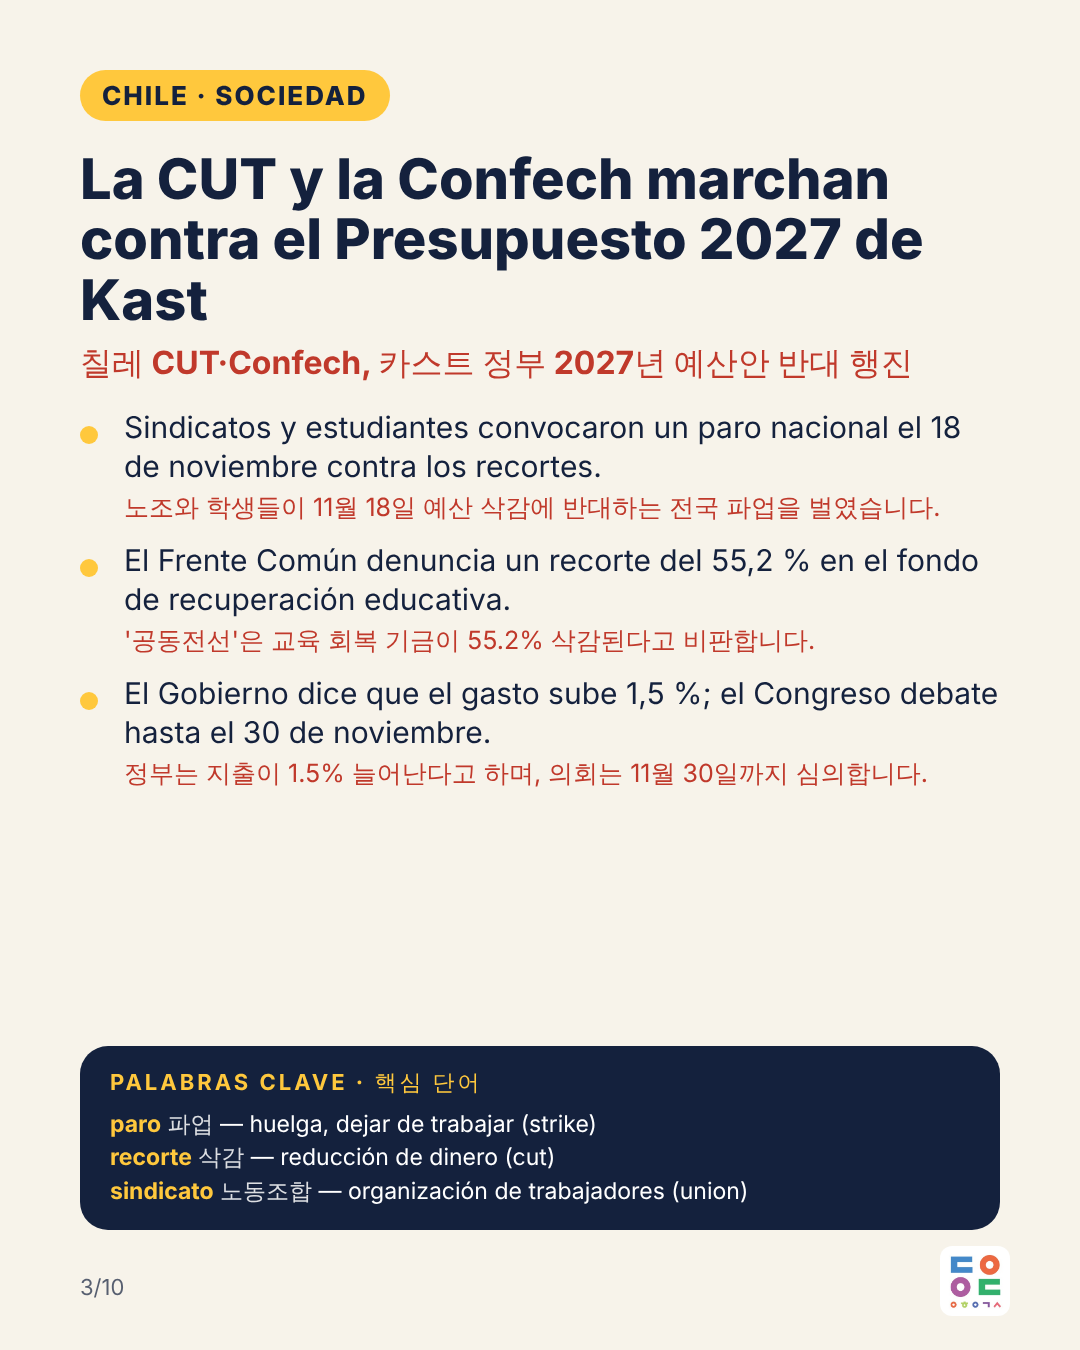 CHILE · SOCIEDAD
La CUT y la Confech marchan
contra el Presupuesto 2027 de
Kast
칠레 CUT·Confech, 카스트 정부 2027년 예산안 반대 행진
Sindicatos y estudiantes convocaron un paro nacional el 18
de noviembre contra los recortes.
노조와 학생들이 11월 18일 예산 삭감에 반대하는 전국 파업을 벌였습니다.
El Frente Común denuncia un recorte del 55,2 % en el fondo
de recuperación educativa.
'공동전선'은 교육 회복 기금이 55.2% 삭감된다고 비판합니다.
El Gobierno dice que el gasto sube 1,5 %; el Congreso debate
hasta el 30 de noviembre.
정부는 지출이 1.5% 늘어난다고 하며, 의회는 11월 30일까지 심의합니다.
PALABRAS CLAVE · 핵심 단어
paro 파업 — huelga, dejar de trabajar (strike)
recorte 삭감 — reducción de dinero (cut)
sindicato 노동조합 — organización de trabajadores (union)
3/10